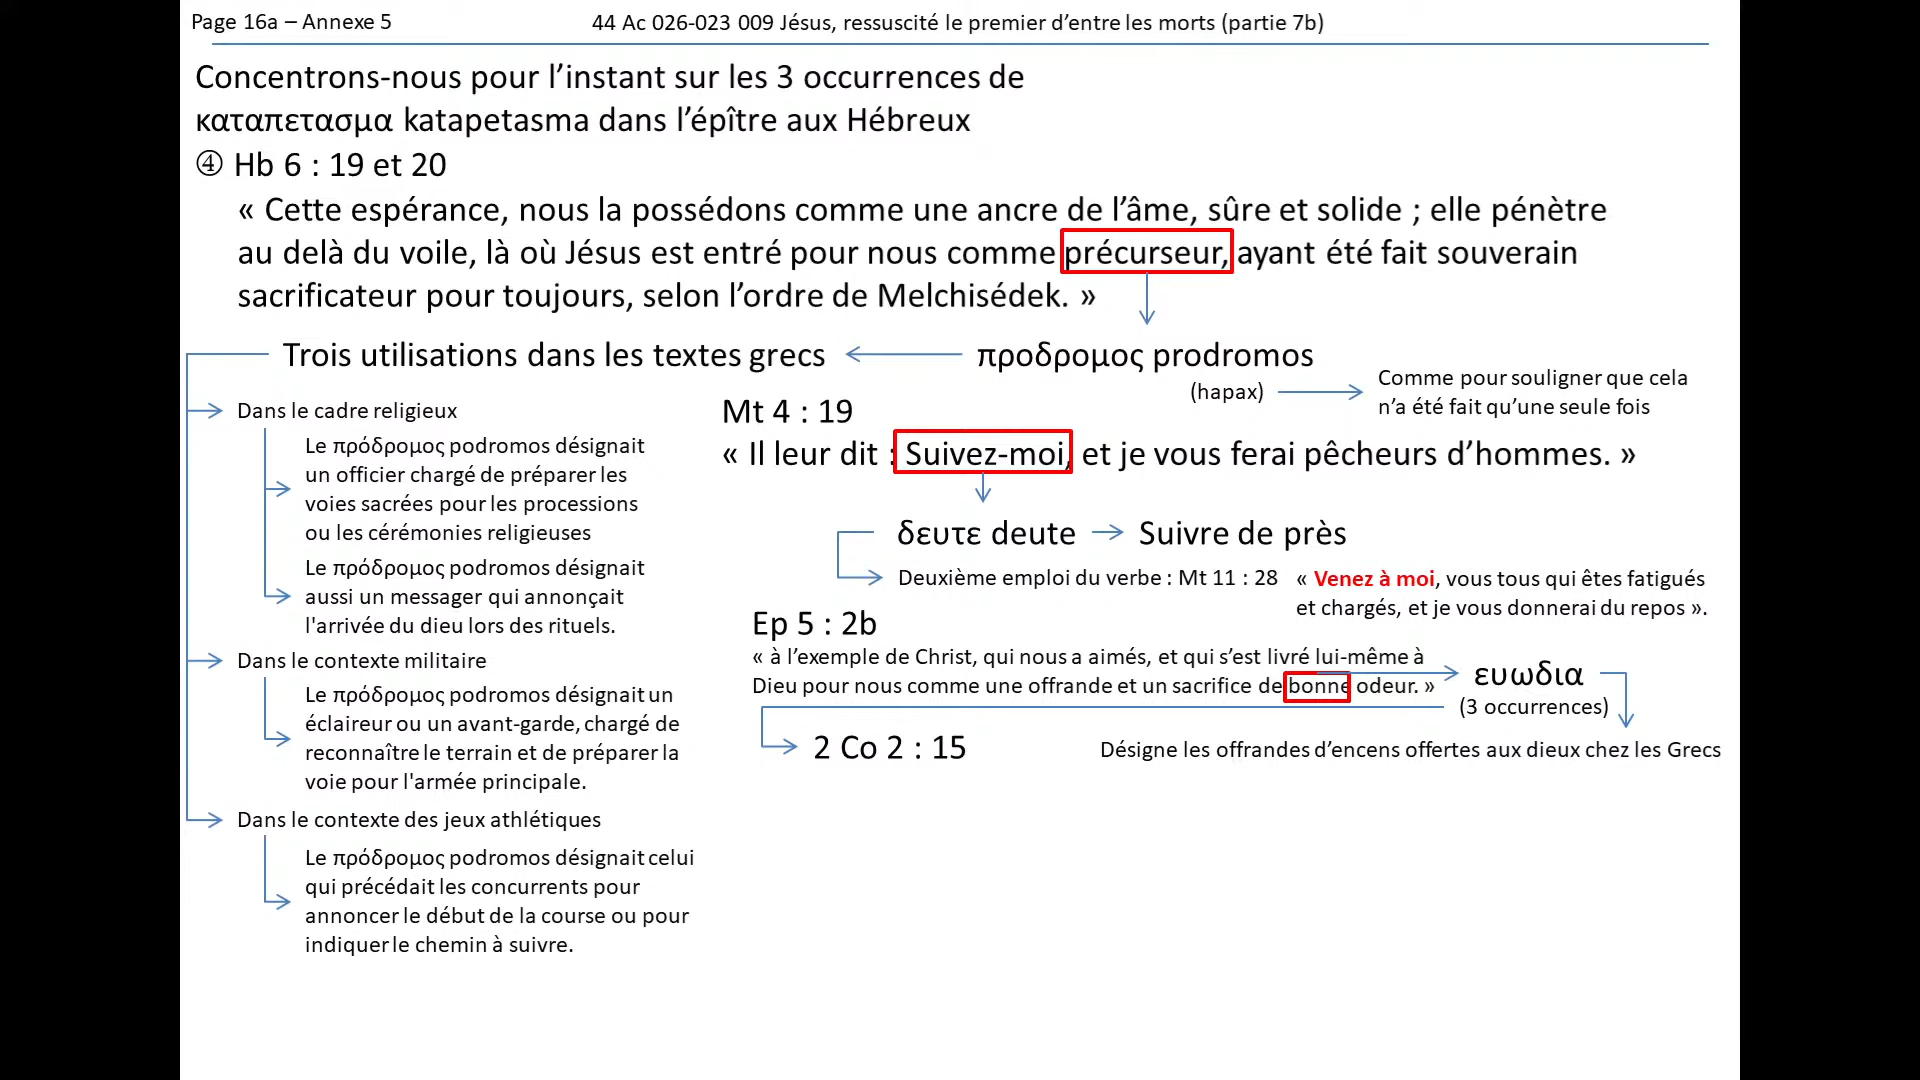 Page 16a – Annexe 5
44 Ac 026-023 009 Jésus, ressuscité le premier d’entre les morts (partie 7b)
Concentrons-nous pour l’instant sur les 3 occurrences de
καταπετασμα katapetasma dans l’épître aux Hébreux
④ Hb 6 : 19 et 20
« Cette espérance, nous la possédons comme une ancre de l’âme, sûre et solide ; elle pénètre
au delà du voile, là où Jésus est entré pour nous comme précurseur, ayant été fait souverain
sacrificateur pour toujours, selon l’ordre de Melchisédek. »
Trois utilisations dans les textes grecs
προδρομος prodromos
(hapax)
Comme pour souligner que cela
n’a été fait qu’une seule fois
Dans le cadre religieux
Le πρόδρομος podromos désignait
un officier chargé de préparer les
voies sacrées pour les processions
ou les cérémonies religieuses
Le πρόδρομος podromos désignait
aussi un messager qui annonçait
l'arrivée du dieu lors des rituels.
Dans le contexte militaire
Le πρόδρομος podromos désignait un
éclaireur ou un avant-garde, chargé de
reconnaître le terrain et de préparer la
voie pour l'armée principale.
Dans le contexte des jeux athlétiques
Le πρόδρομος podromos désignait celui
qui précédait les concurrents pour
annoncer le début de la course ou pour
indiquer le chemin à suivre.
Mt 4 : 19
« Il leur dit : Suivez-moi, et je vous ferai pêcheurs d’hommes. »
δευτε deute
Suivre de près
Deuxième emploi du verbe : Mt 11 : 28
« Venez à moi, vous tous qui êtes fatigués
et chargés, et je vous donnerai du repos ».
Ep 5 : 2b
« à l’exemple de Christ, qui nous a aimés, et qui s’est livré lui-même à
Dieu pour nous comme une offrande et un sacrifice de bonne odeur. »
ευωδια
(3 occurrences)
2 Co 2 : 15
Désigne les offrandes d’encens offertes aux dieux chez les Grecs